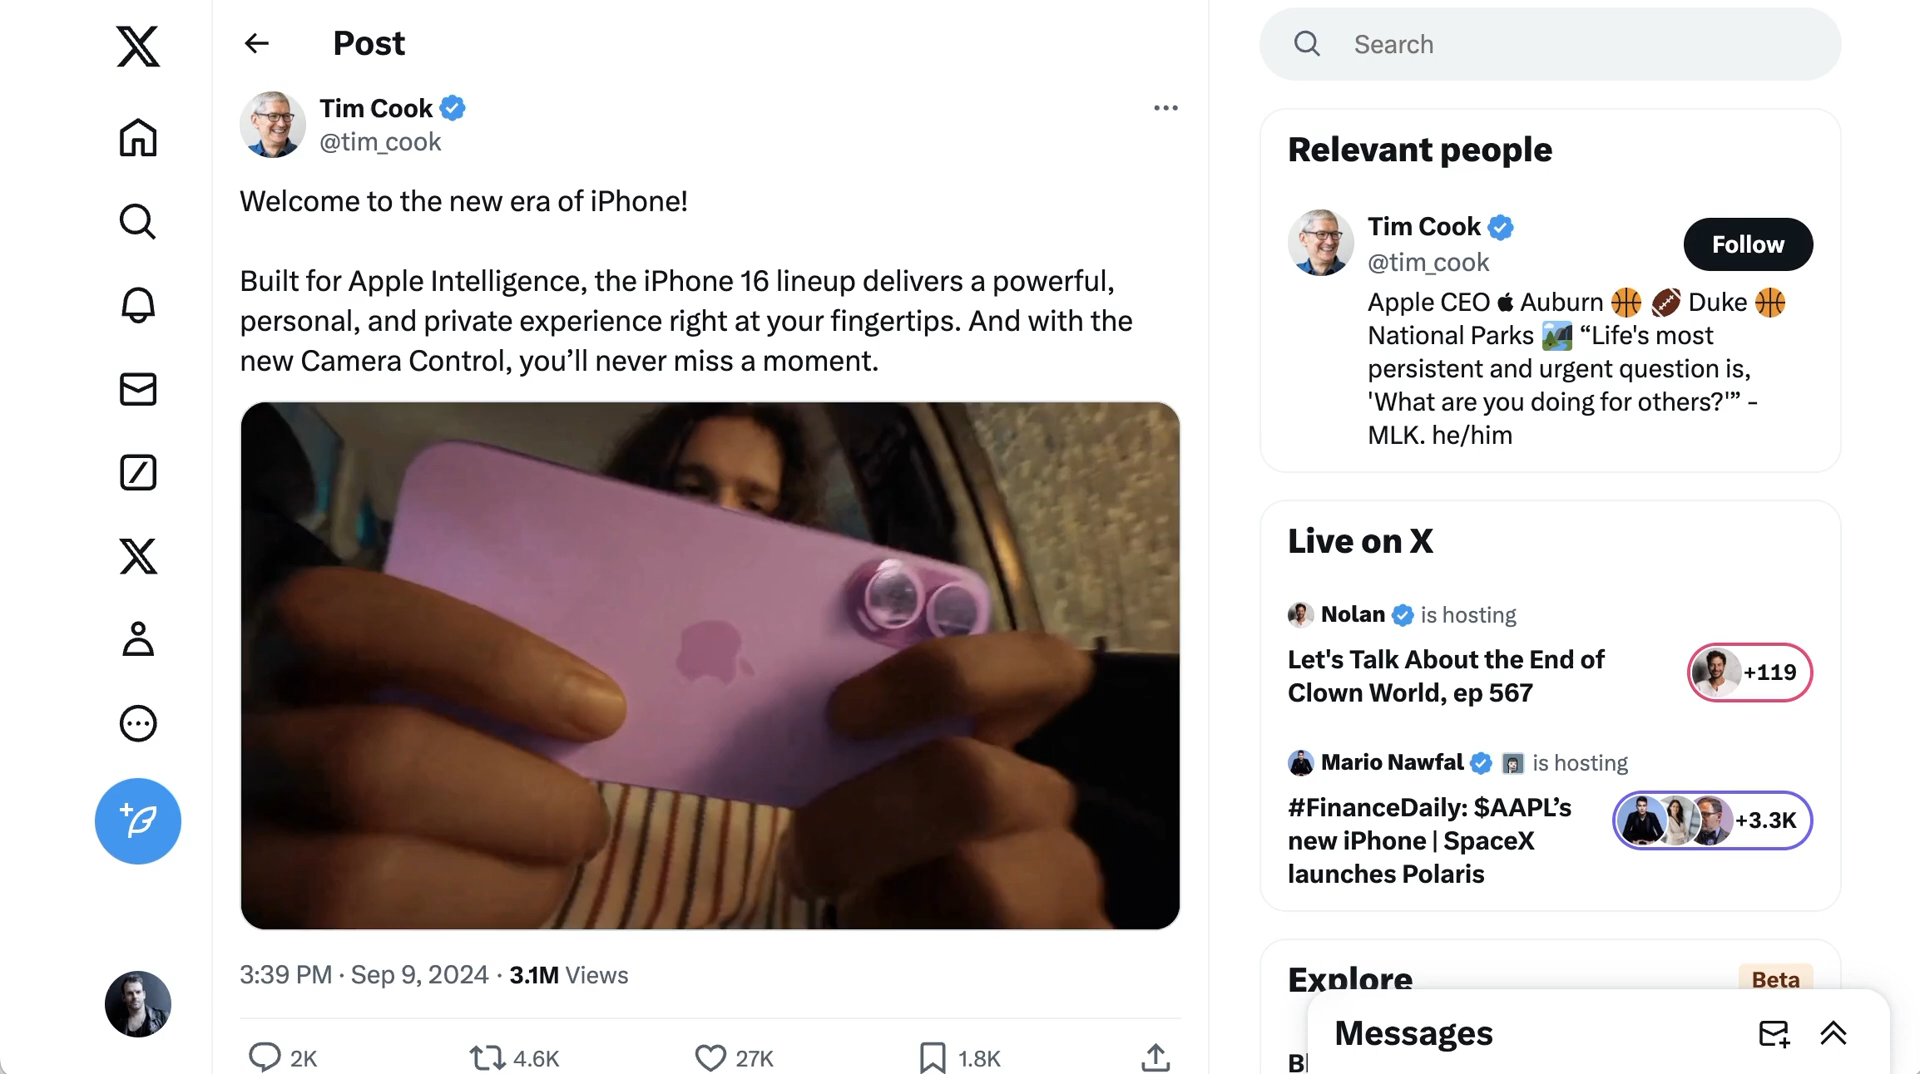 Post
Tim Cook
@tim_cook
Welcome to the new era of iPhone!
Built for Apple Intelligence, the iPhone 16 lineup delivers a powerful,
personal, and private experience right at your fingertips. And with the
new Camera Control, you’ll never miss a moment.
3:39 PM · Sep 9, 2024 · 3.1M Views
2K
4.6K
27K
1.8K
Search
Relevant people
Tim Cook
@tim_cook
Follow
Apple CEO Auburn 🏀 🏈 Duke 🏀
National Parks 🏞️ “Life's most
persistent and urgent question is,
'What are you doing for others?'” -
MLK. he/him
Live on X
Nolan is hosting
Let's Talk About the End of
Clown World, ep 567
+119
Mario Nawfal is hosting
#FinanceDaily: $AAPL’s
new iPhone | SpaceX
launches Polaris
+3.3K
Explore
Beta
Messages